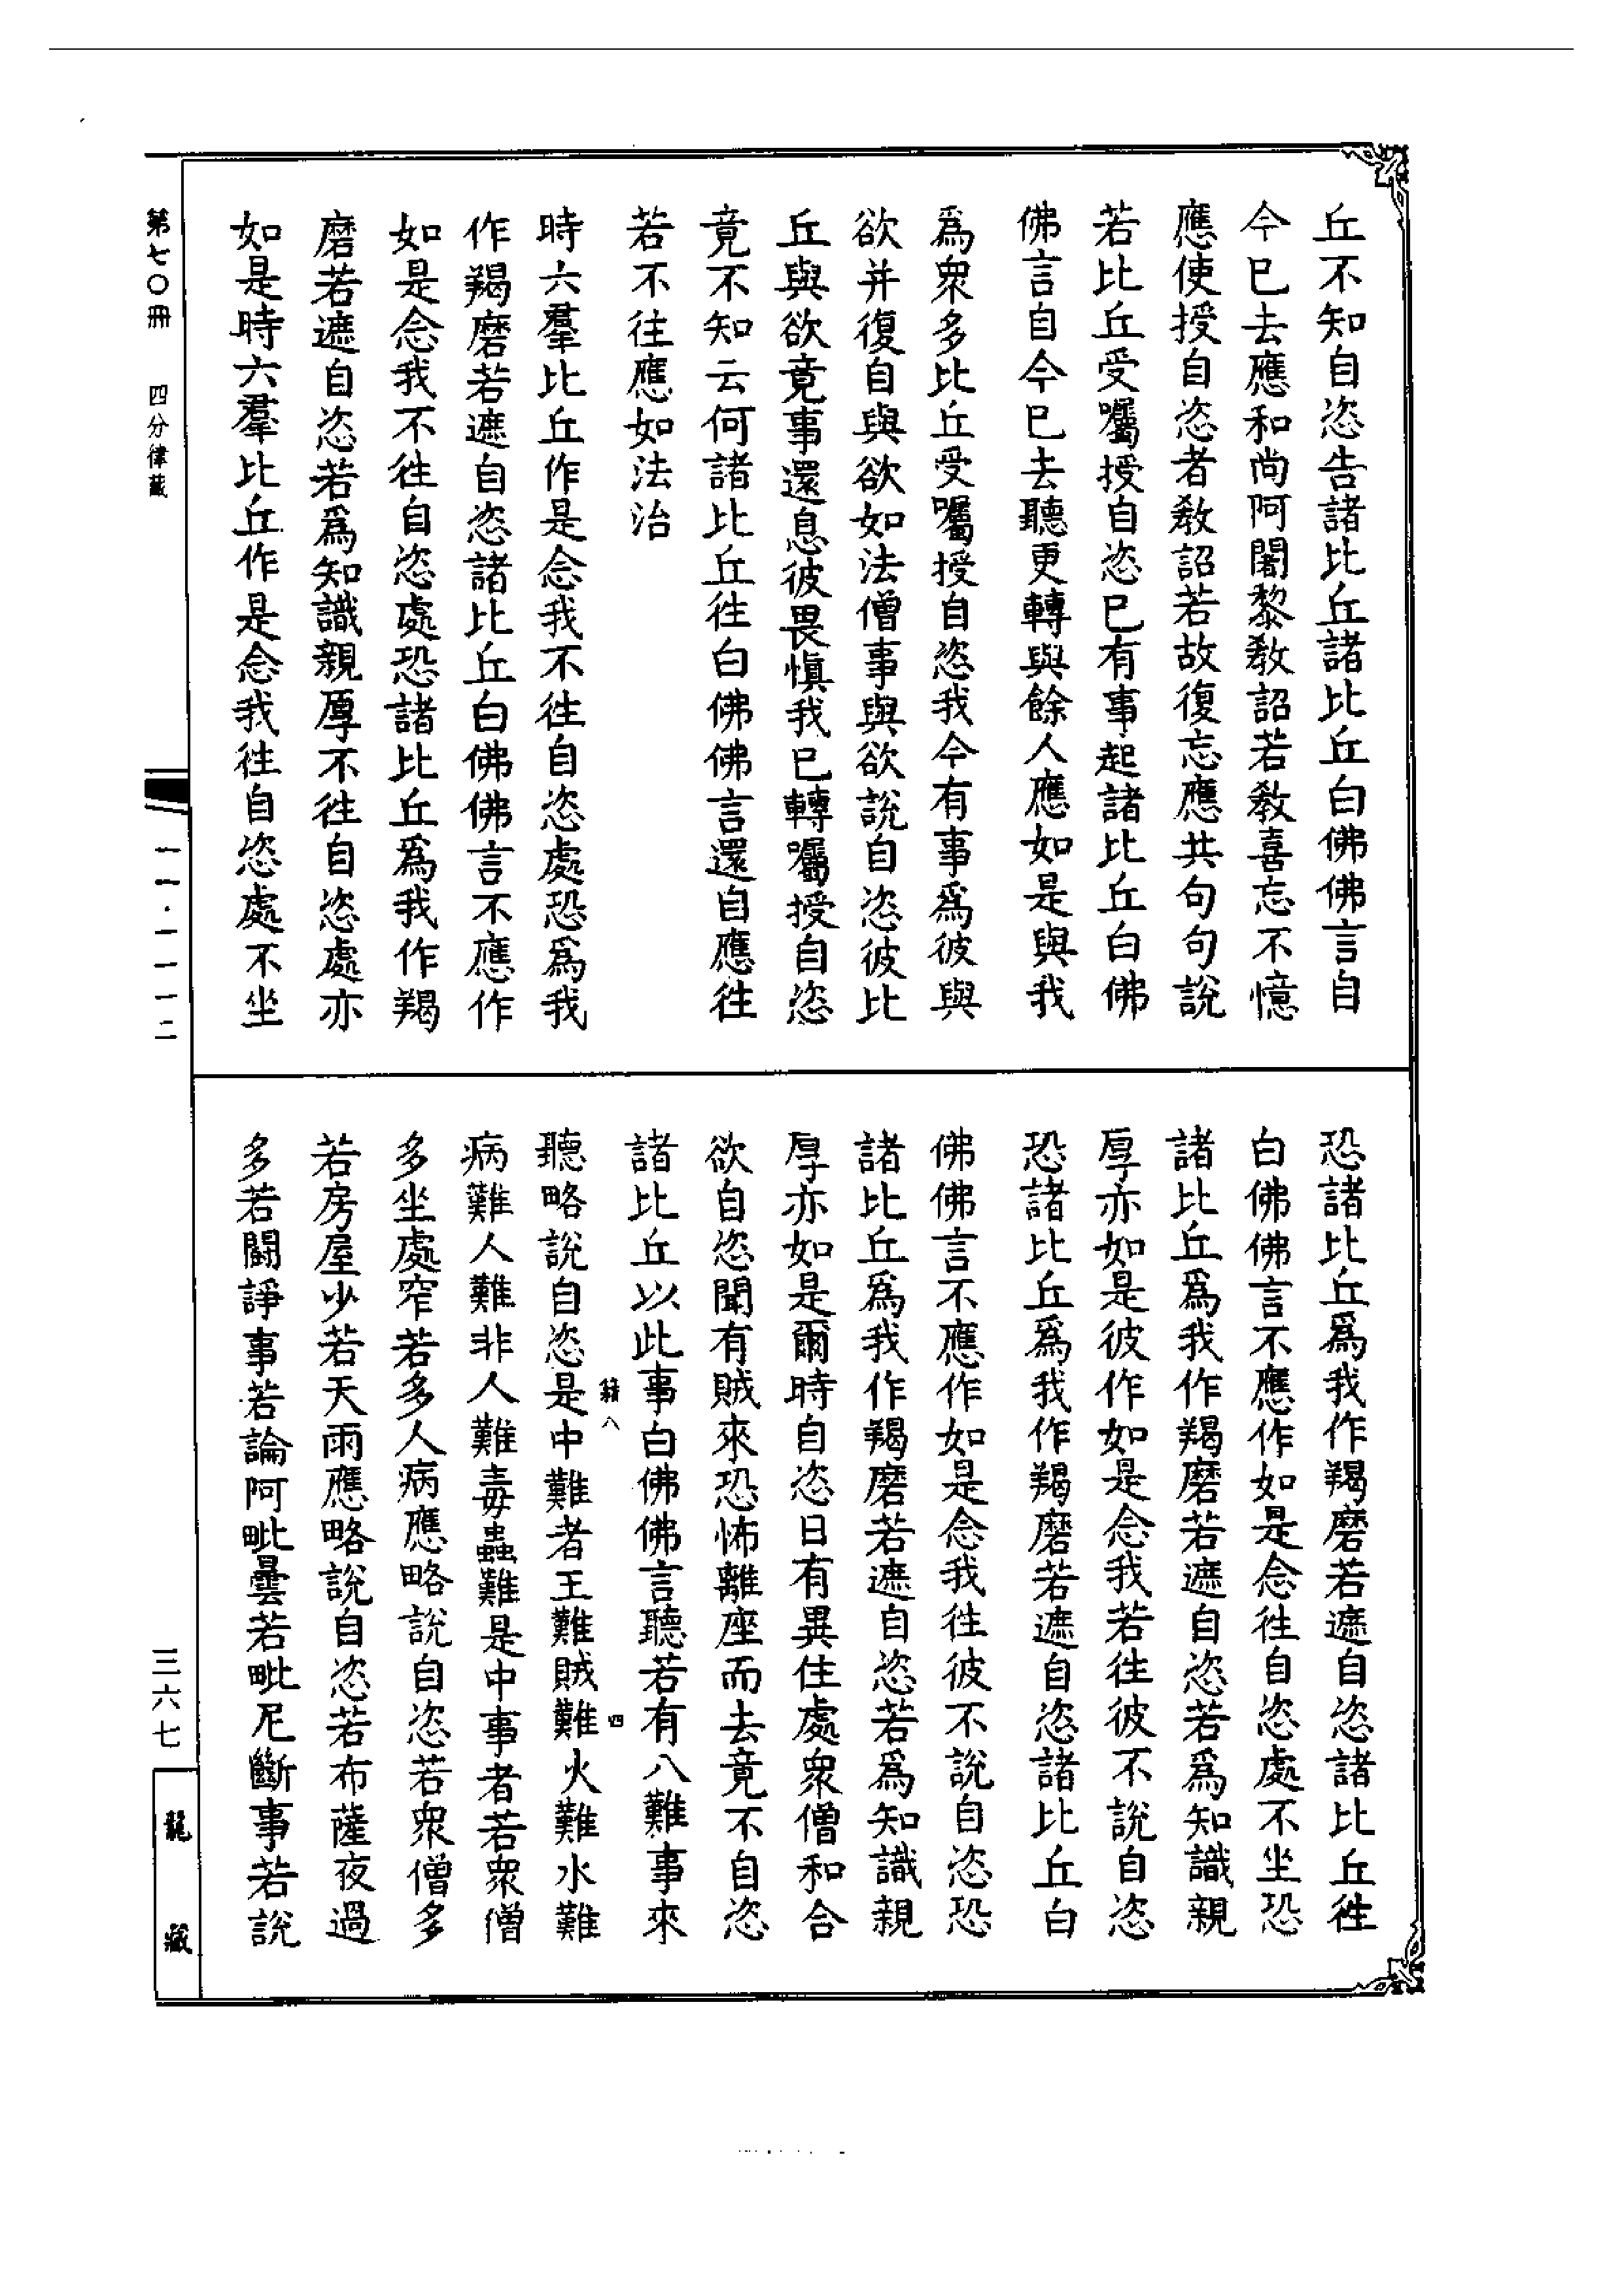 丘不知自恣告諸比丘諸比丘白佛佛言自
今已去應和尚阿闍黎教詔若教喜忘不憶
應使授自恣者教詔若故復忘應共句句說
若比丘受囑授自恣已有事起諸比丘白佛
佛言自今已去聽更轉與餘人應如是與我
爲衆多比丘受囑授自恣我今有事爲彼與
欲并復自與欲如法僧事與欲說自恣彼比
丘與欲竟事還息彼畏愼我已轉囑授自恣
竟不知云何諸比丘往白佛佛言還自應往
若不往應如法治
時六羣比丘作是念我不往自恣處恐爲我
作羯磨若遮自恣諸比丘白佛佛言不應作
如是念我不往自恣處恐諸比丘爲我作羯
磨若遮自恣若爲知識親厚不往自恣處亦
如是時六羣比丘作是念我往自恣處不坐
恐諸比丘爲我作羯磨若遮自恣諸比丘往
白佛佛言不應作如是念往自恣處不坐恐
諸比丘爲我作羯磨若遮自恣若爲知識親
厚亦如是彼作如是念我若往彼不說自恣
恐諸比丘爲我作羯磨若遮自恣諸比丘白
佛佛言不應作如是念我往彼不說自恣恐
諸比丘爲我作羯磨若遮自恣若爲知識親
厚亦如是爾時自恣日有異住處衆僧和合
欲自恣聞有賊來恐怖離座而去竟不自恣
諸比丘以此事白佛佛言聽若有八難事來
籍八 四
聽略說自恣是中難者王難賊難火難水難
病難人難非人難毒蟲難是中事者若衆僧
多坐處窄若多人病應略說自恣若衆僧多
若房屋少若天雨應略說自恣若布薩夜過
多若鬬諍事若論阿毗曇若毗尼斷事若說
第七〇冊 四分律藏
一一·一一一二
三六七
龍藏